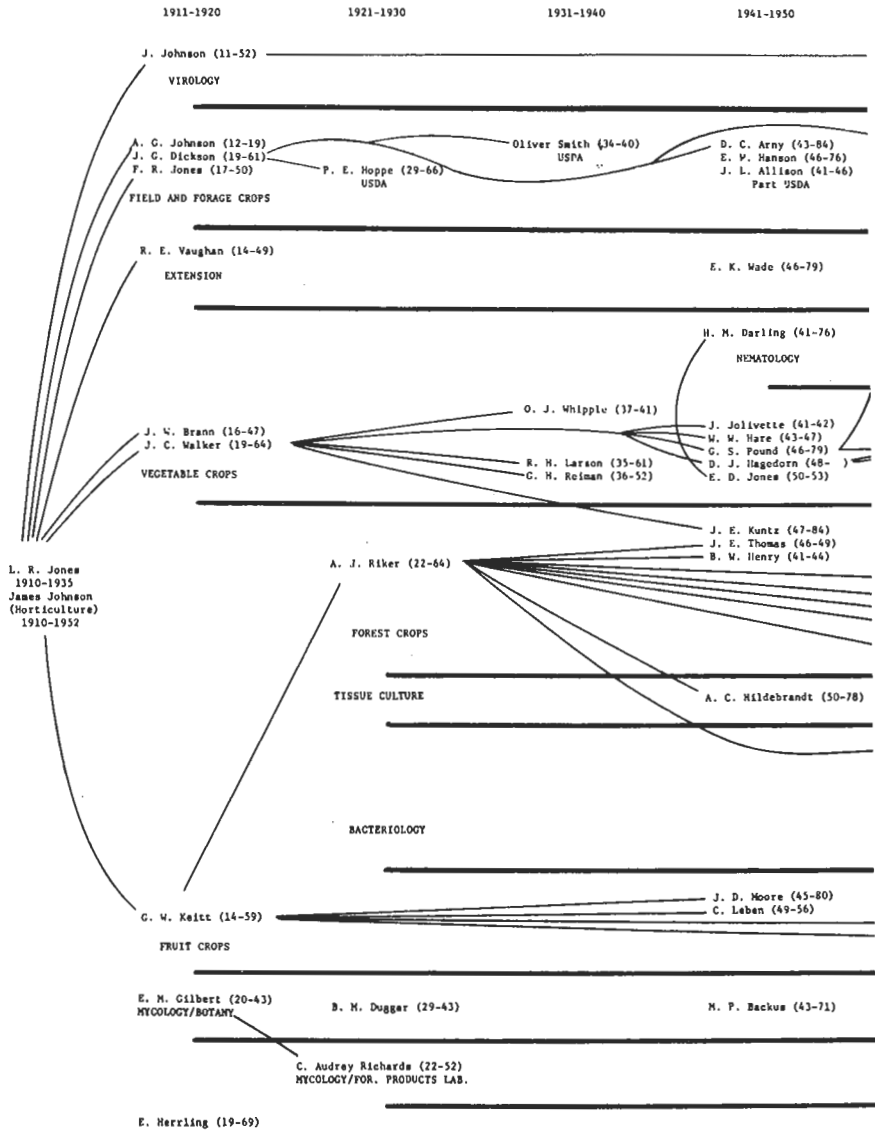 1911-1920 1921-1930 1931-1940 1941-1950
J. Johnson (11-52)
VIROLOGY
A. G. Johnson (12-19)
J. G. Dickson (19-61)
F. R. Jones (17-50)
FIELD AND FORAGE CROPS
P. E. Hoppe (29-66)
USDA
Oliver Smith (34-40)
USPA
D. C. Arny (43-84)
E. W. Hanson (46-76)
J. L. Allison (41-46)
Part USDA
R. E. Vaughan (14-49)
EXTENSION
E. K. Wade (46-79)
H. M. Darling (41-76)
NEMATOLOGY
J. W. Brann (16-47)
J. C. Walker (19-64)
VEGETABLE CROPS
O. J. Whipple (37-41)
R. H. Larson (35-61)
G. H. Reiman (36-52)
J. Jolivette (41-42)
W. W. Hare (43-47)
G. S. Pound (46-79)
D. J. Hagedorn (48- )
E. D. Jones (50-53)
J. E. Kuntz (47-84)
J. E. Thomas (46-49)
B. W. Henry (41-44)
L. R. Jones
1910-1935
James Johnson
(Horticulture)
1910-1952
A. J. Riker (22-64)
FOREST CROPS
TISSUE CULTURE
A. C. Hildebrandt (50-78)
BACTERIOLOGY
G. W. Keitt (14-59)
FRUIT CROPS
J. D. Moore (45-80)
C. Leben (49-56)
E. M. Gilbert (20-43)
MYCOLOGY/BOTANY
B. M. Duggar (29-43)
M. P. Backus (43-71)
C. Audrey Richards (22-52)
MYCOLOGY/FOR. PRODUCTS LAB.
E. Herrling (19-69)